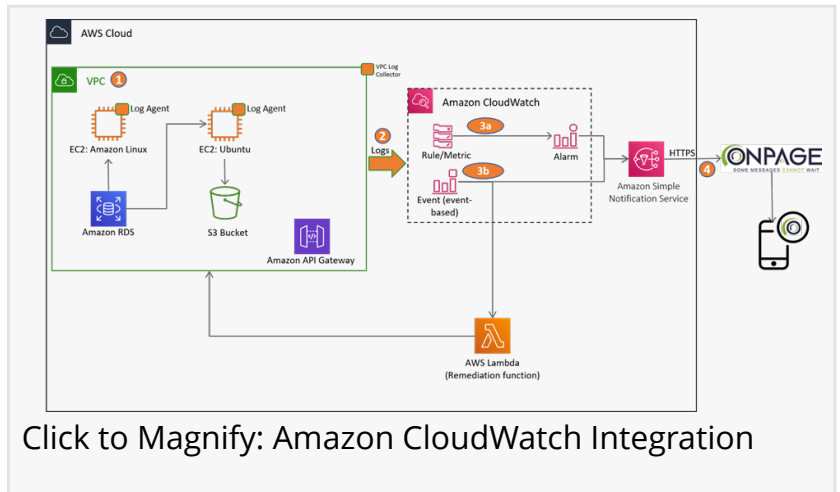 AWS Cloud
VPC Log
Collector
VPC 1
Log Agent
Log Agent
Amazon CloudWatch
EC2: Amazon Linux
EC2: Ubuntu
2
Logs
3a
Rule/Metric
Alarm
HTTPS
ONPAGE
SOME MESSAGES CANNOT WAIT
4
3b
Amazon Simple
Notification Service
Event (event-
based)
Amazon RDS
S3 Bucket
Amazon API Gateway
AWS Lambda
(Remediation function)
Click to Magnify: Amazon CloudWatch Integration